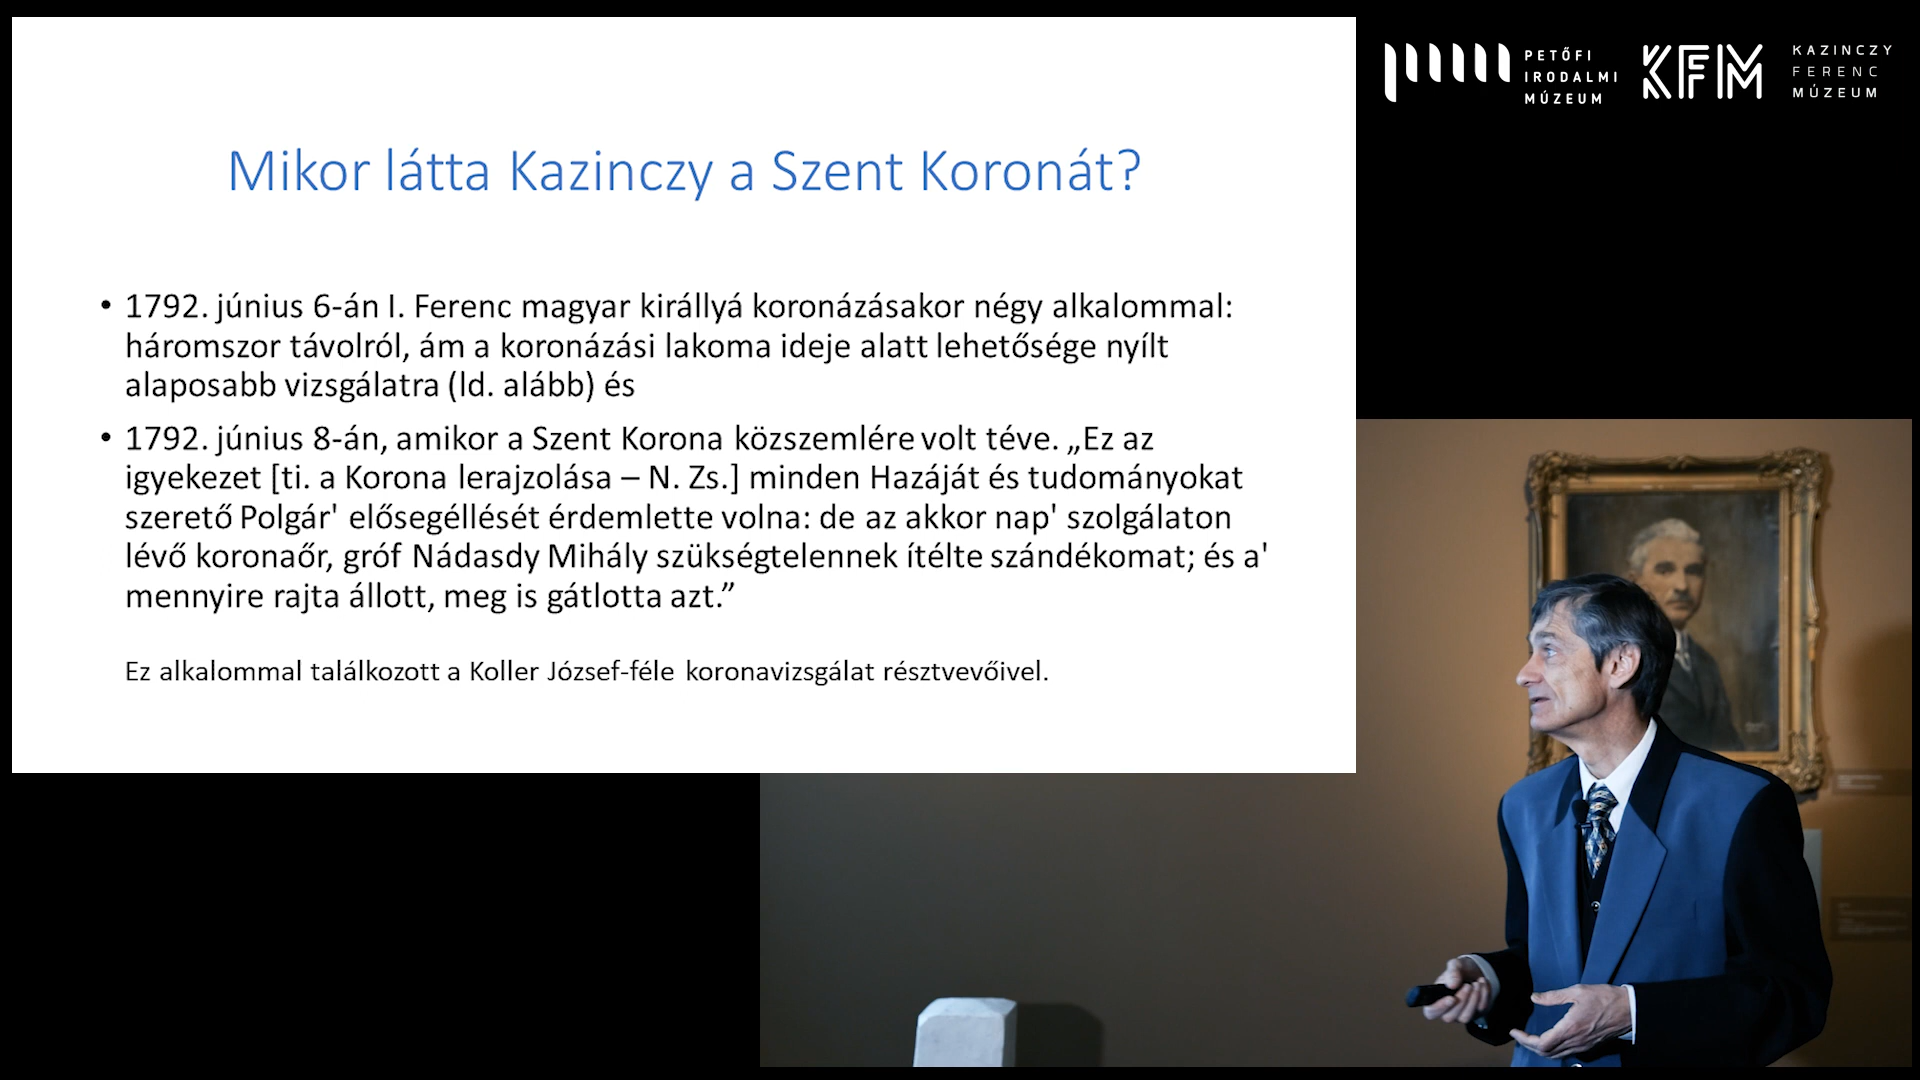 Mikor látta Kazinczy a Szent Koronát?
• 1792. június 6-án I. Ferenc magyar királlyá koronázásakor négy alkalommal:
háromszor távolról, ám a koronázási lakoma ideje alatt lehetősége nyílt
alaposabb vizsgálatra (ld. alább) és
• 1792. június 8-án, amikor a Szent Korona közszemlére volt téve. „Ez az
igyekezet [ti. a Korona lerajzolása – N. Zs.] minden Hazáját és tudományokat
szerető Polgár' elősegéllését érdemlette volna: de az akkor nap' szolgálaton
lévő koronaőr, gróf Nádasdy Mihály szükségtelennek ítélte szándékomat; és a'
mennyire rajta állott, meg is gátlotta azt.”
Ez alkalommal találkozott a Koller József-féle koronavizsgálat résztvevőivel.
PETŐFI
IRODALMI
MÚZEUM
KFM
KAZINCZY
FERENC
MÚZEUM